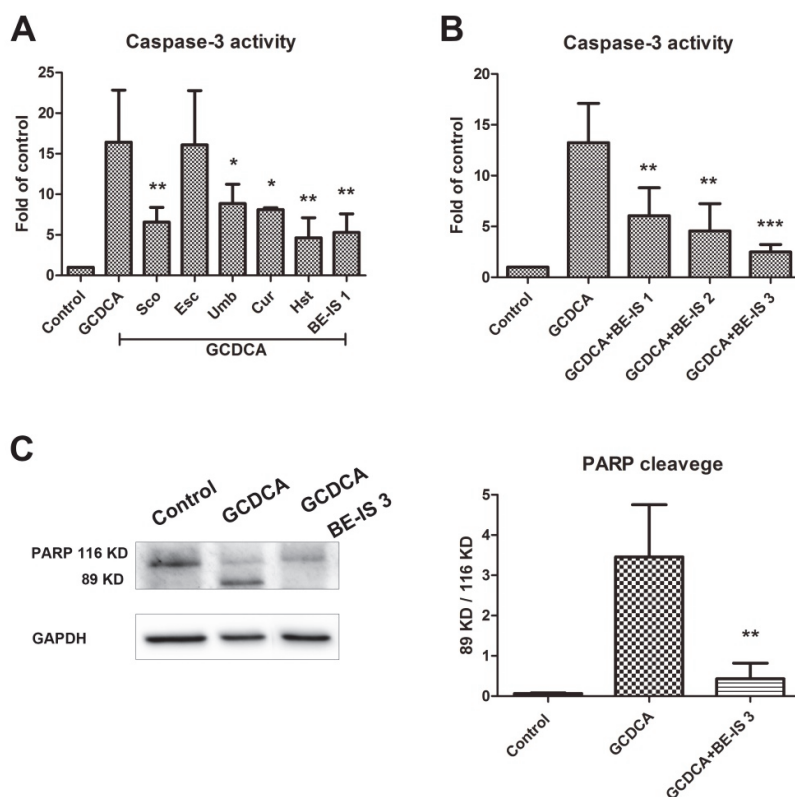 A
Caspase-3 activity
Fold of control
25
20
15
10
5
0
**
*
*
**
**
Control
GCDCA
Sco
Esc
Umb
Cur
Hst
BE-IS 1
GCDCA
B
Caspase-3 activity
Fold of control
20
15
10
5
0
**
**
***
Control
GCDCA
GCDCA+BE-IS 1
GCDCA+BE-IS 2
GCDCA+BE-IS 3
C
Control
GCDCA
GCDCA
BE-IS 3
PARP 116 KD
89 KD
GAPDH
PARP cleavege
89 KD / 116 KD
5
4
3
2
1
0
**
Control
GCDCA
GCDCA+BE-IS 3